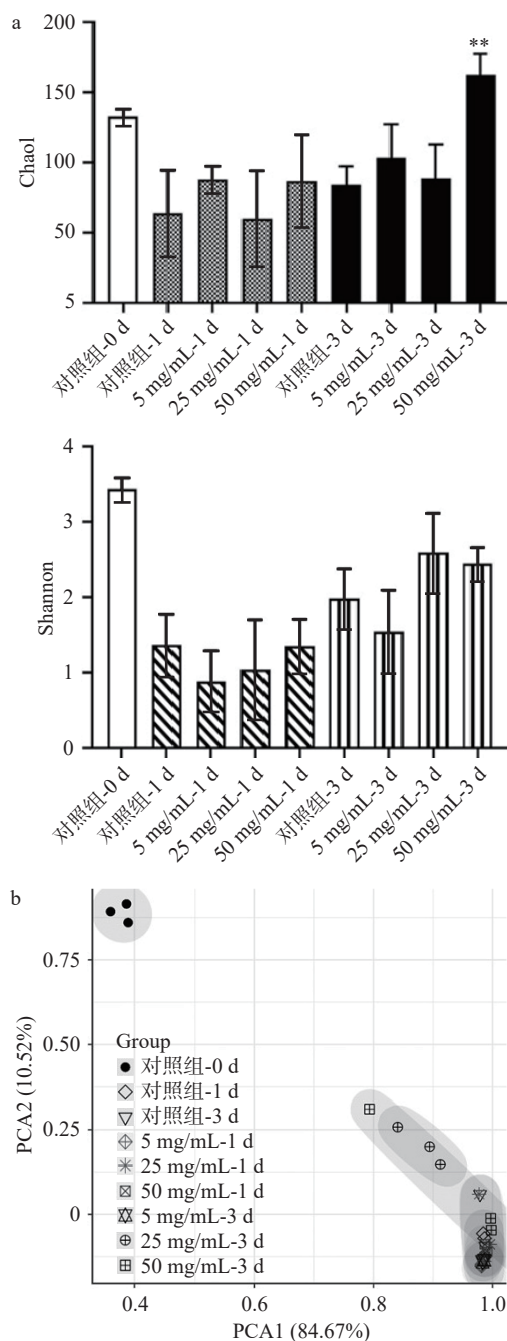 a
200
150
100
50
5
Chaol
**
对照组-0 d
对照组-1 d
5 mg/mL-1 d
25 mg/mL-1 d
50 mg/mL-1 d
对照组-3 d
5 mg/mL-3 d
25 mg/mL-3 d
50 mg/mL-3 d
4
3
2
1
0
Shannon
对照组-0 d
对照组-1 d
5 mg/mL-1 d
25 mg/mL-1 d
50 mg/mL-1 d
对照组-3 d
5 mg/mL-3 d
25 mg/mL-3 d
50 mg/mL-3 d
b
0.75
0.50
0.25
0
PCA2 (10.52%)
Group
对照组-0 d
对照组-1 d
对照组-3 d
5 mg/mL-1 d
25 mg/mL-1 d
50 mg/mL-1 d
5 mg/mL-3 d
25 mg/mL-3 d
50 mg/mL-3 d
0.4
0.6
0.8
1.0
PCA1 (84.67%)